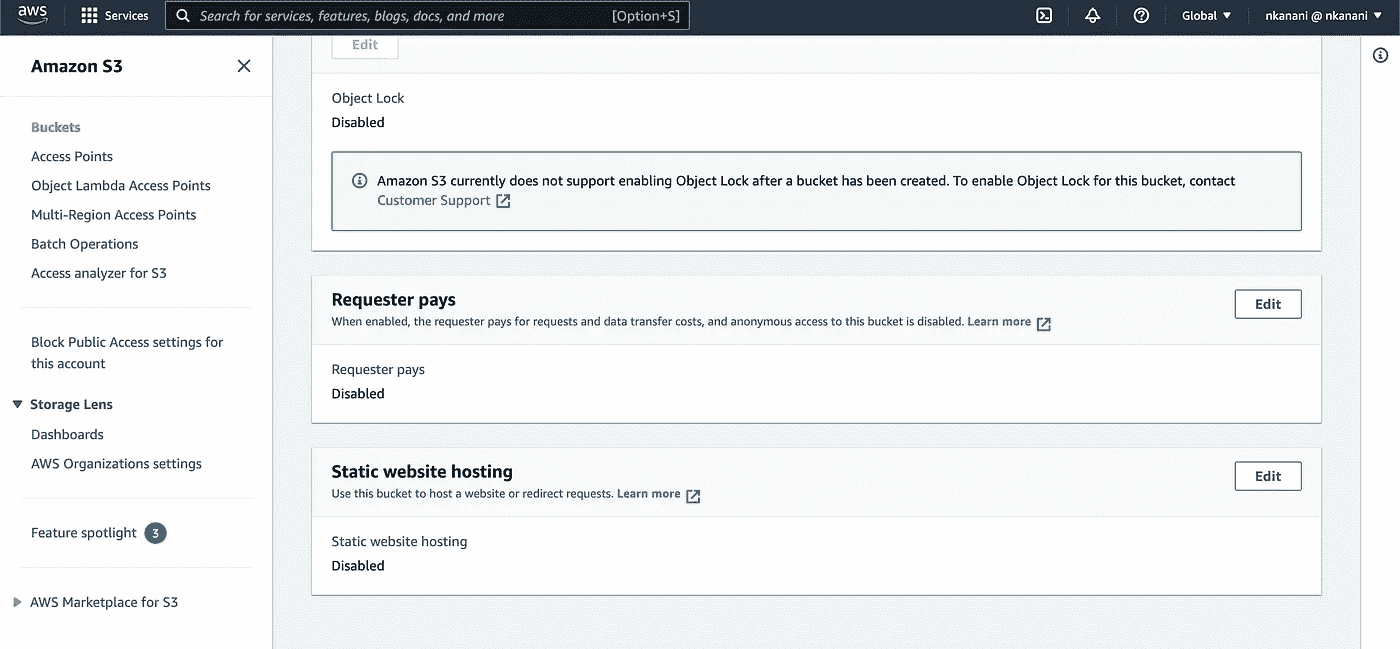 aws
Services
Search for services, features, blogs, docs, and more
[Option+S]
Global
nkanani @ nkanani
Amazon S3
Buckets
Access Points
Object Lambda Access Points
Multi-Region Access Points
Batch Operations
Access analyzer for S3
Block Public Access settings for
this account
Storage Lens
Dashboards
AWS Organizations settings
Feature spotlight 3
AWS Marketplace for S3
Edit
Object Lock
Disabled
Amazon S3 currently does not support enabling Object Lock after a bucket has been created. To enable Object Lock for this bucket, contact
Customer Support
Requester pays
Edit
When enabled, the requester pays for requests and data transfer costs, and anonymous access to this bucket is disabled. Learn more
Requester pays
Disabled
Static website hosting
Edit
Use this bucket to host a website or redirect requests. Learn more
Static website hosting
Disabled